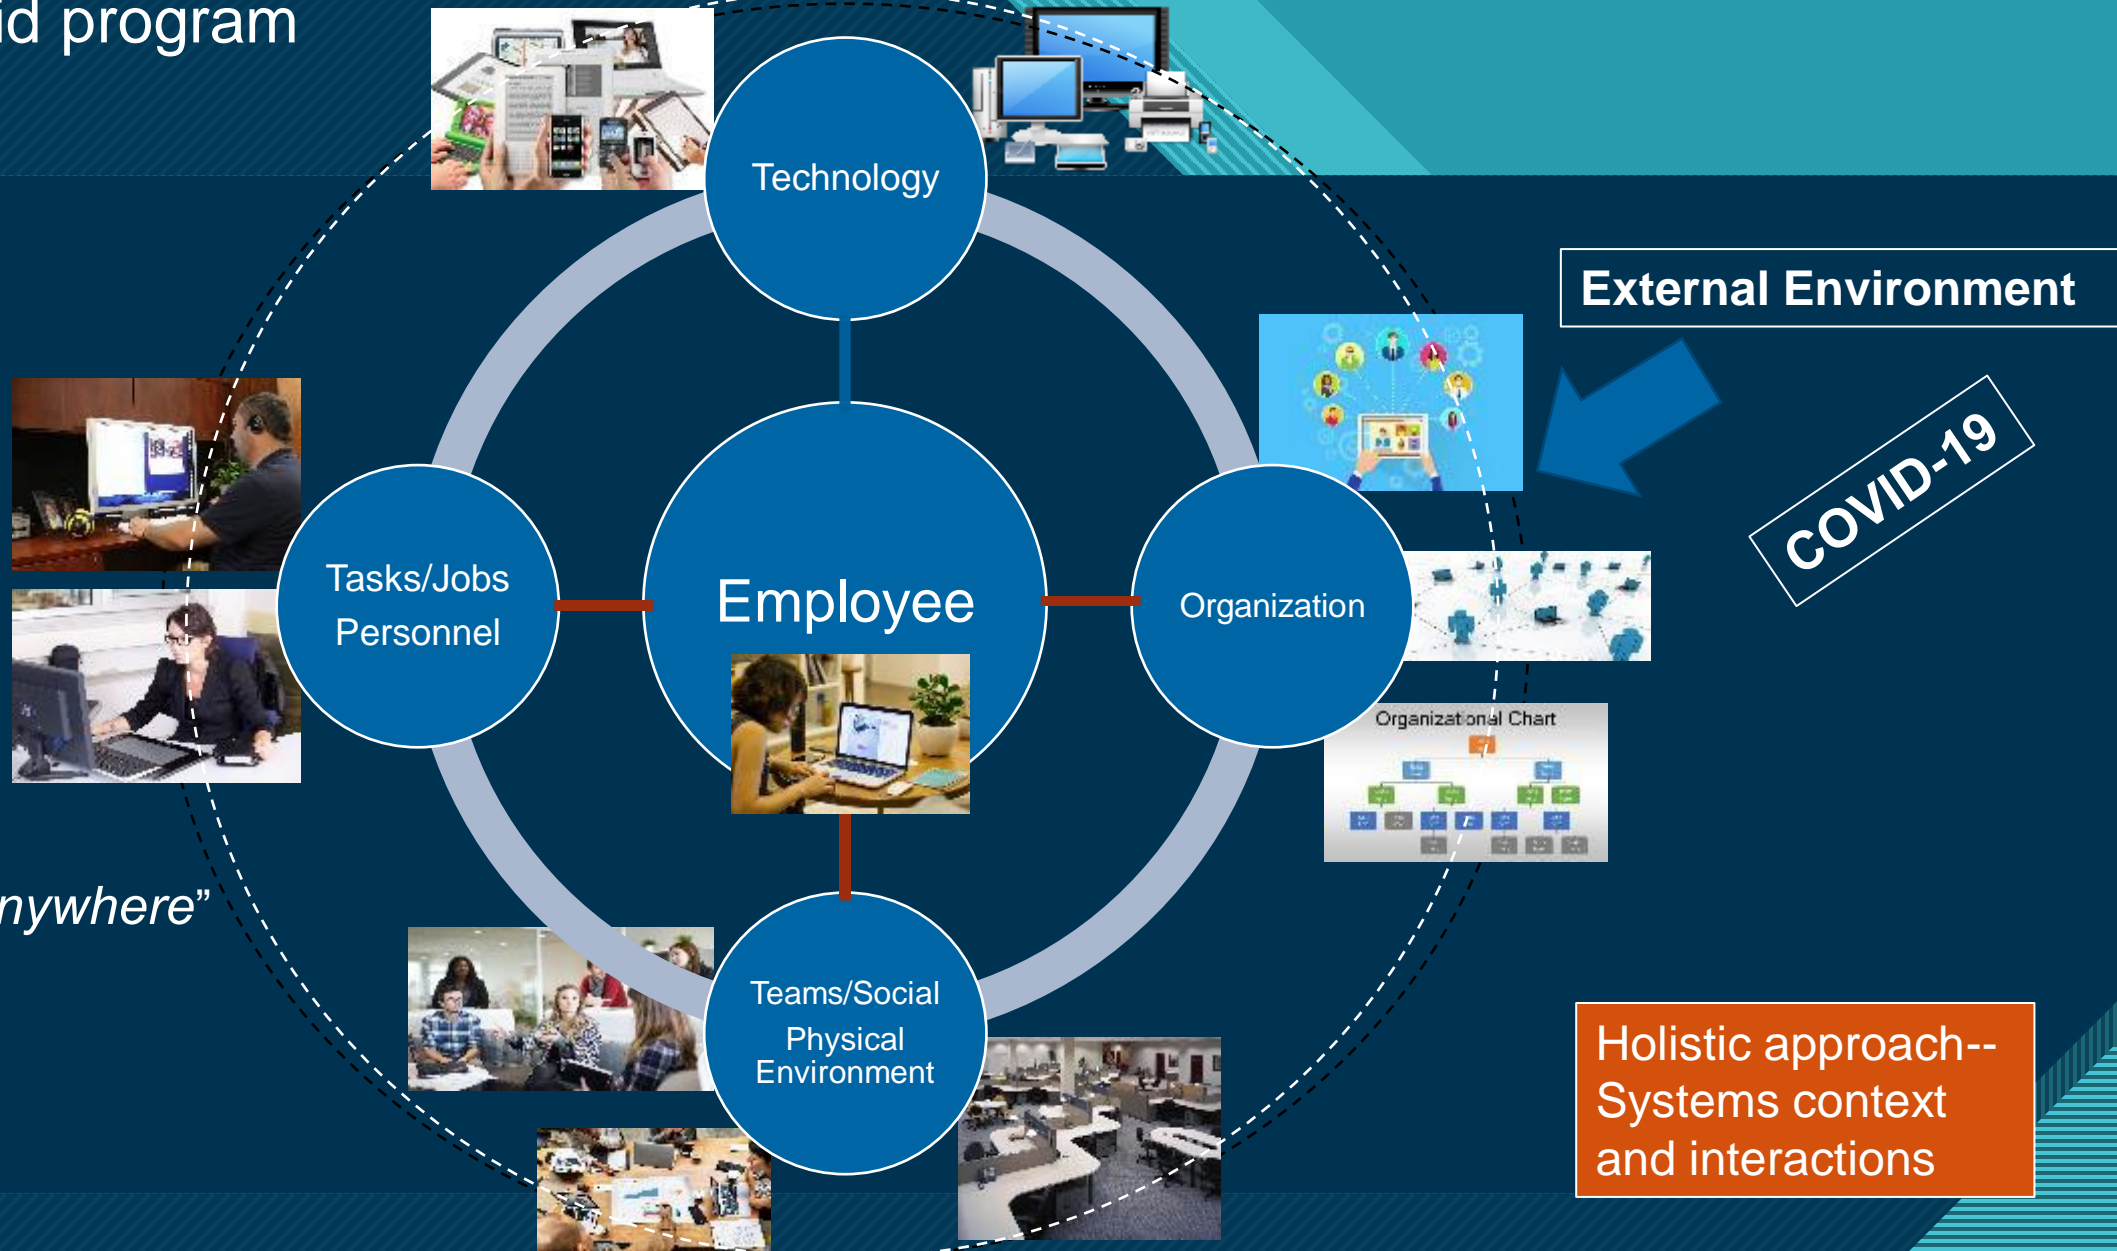 id program
Technology
External Environment
COVID-19
Tasks/Jobs
Personnel
Employee
Organization
Organizational Chart
nywhere”
Teams/Social
Physical
Environment
Holistic approach--
Systems context
and interactions